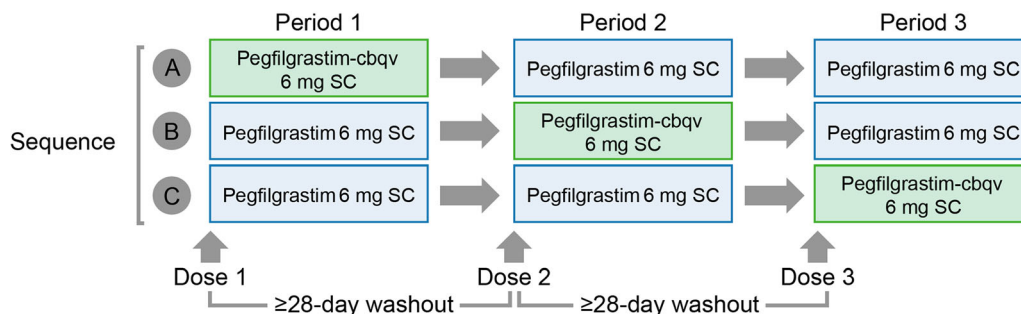 Period 1
Period 2
Period 3
Sequence
A
Pegfilgrastim-cbqv
6 mg SC
Pegfilgrastim 6 mg SC
Pegfilgrastim 6 mg SC
B
Pegfilgrastim 6 mg SC
Pegfilgrastim-cbqv
6 mg SC
Pegfilgrastim 6 mg SC
C
Pegfilgrastim 6 mg SC
Pegfilgrastim 6 mg SC
Pegfilgrastim-cbqv
6 mg SC
Dose 1
Dose 2
Dose 3
≥28-day washout
≥28-day washout